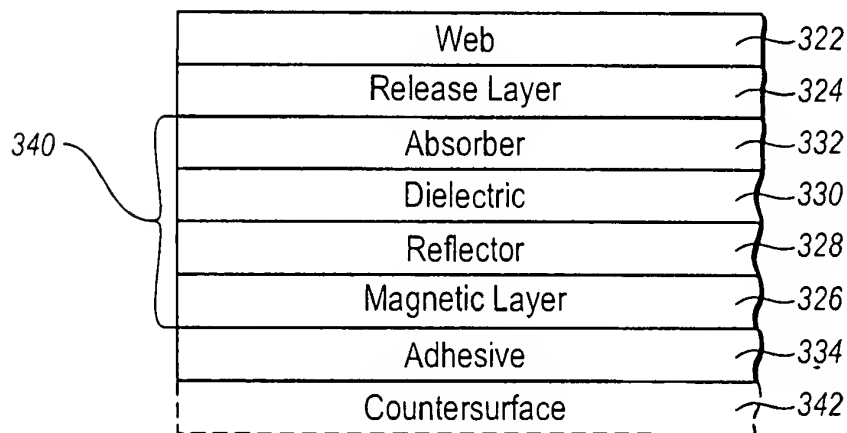 Web 322
Release Layer 324
340
Absorber 332
Dielectric 330
Reflector 328
Magnetic Layer 326
Adhesive 334
Countersurface 342